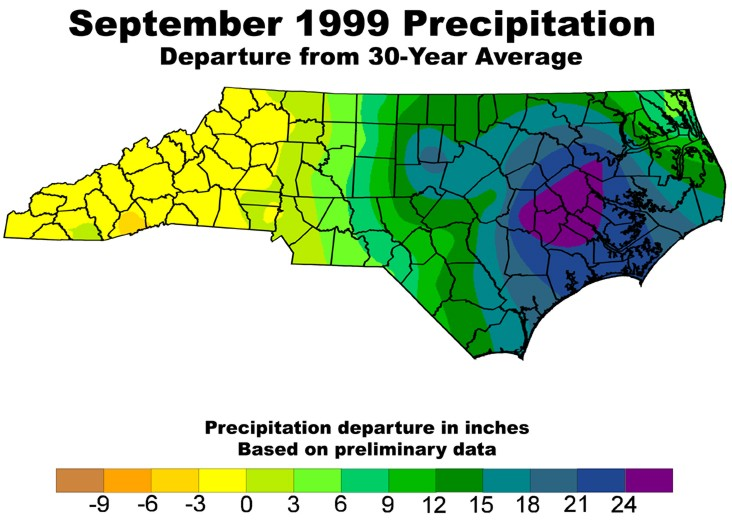 September 1999 Precipitation
Departure from 30-Year Average
Precipitation departure in inches
Based on preliminary data
-9 -6 -3 0 3 6 9 12 15 18 21 24